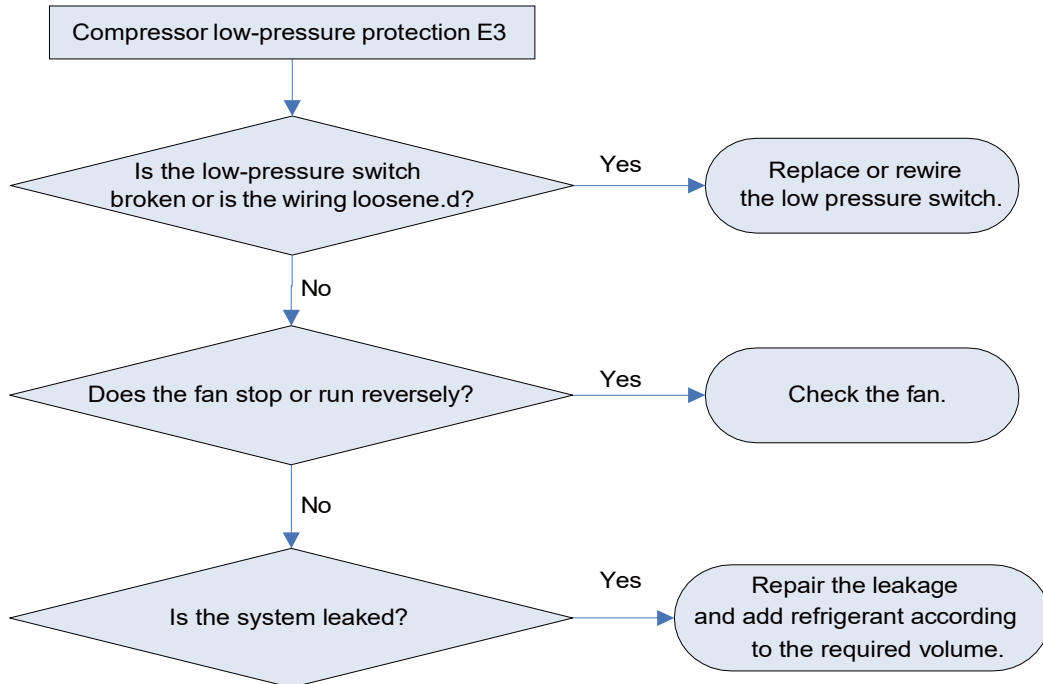 Compressor low-pressure protection E3
Is the low-pressure switch
broken or is the wiring loosene.d?
Yes
Replace or rewire
the low pressure switch.
No
Does the fan stop or run reversely?
Yes
Check the fan.
No
Is the system leaked?
Yes
Repair the leakage
and add refrigerant according
to the required volume.